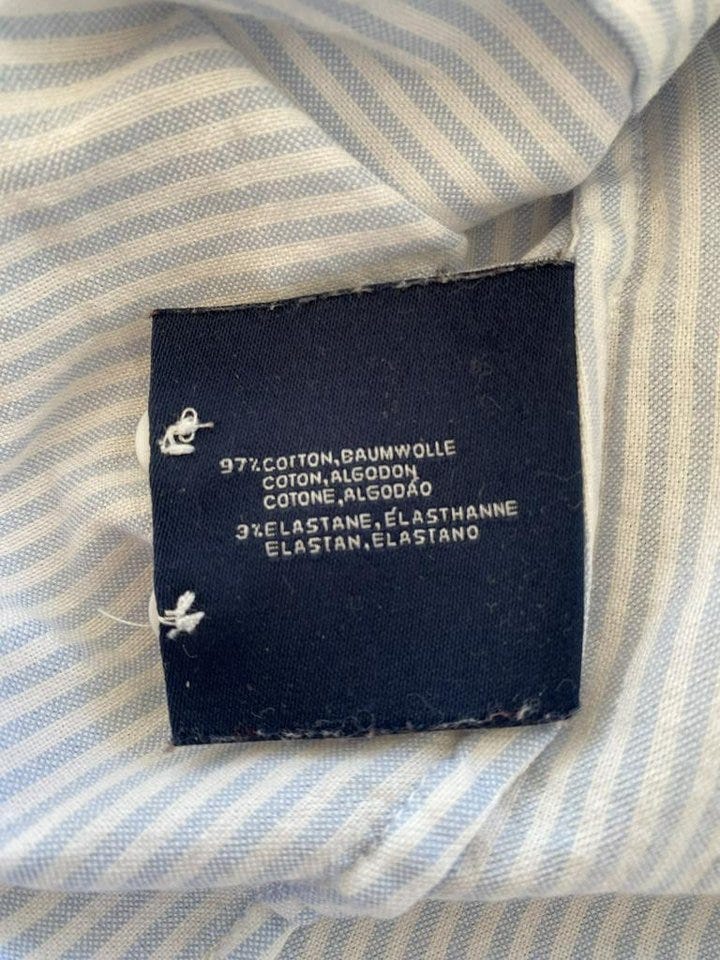 97% COTTON, BAUMWOLLE
COTON, ALGODON
COTONE, ALGODÃO
3% ELASTANE, ÉLASTHANNE
ELASTAN, ELASTANO